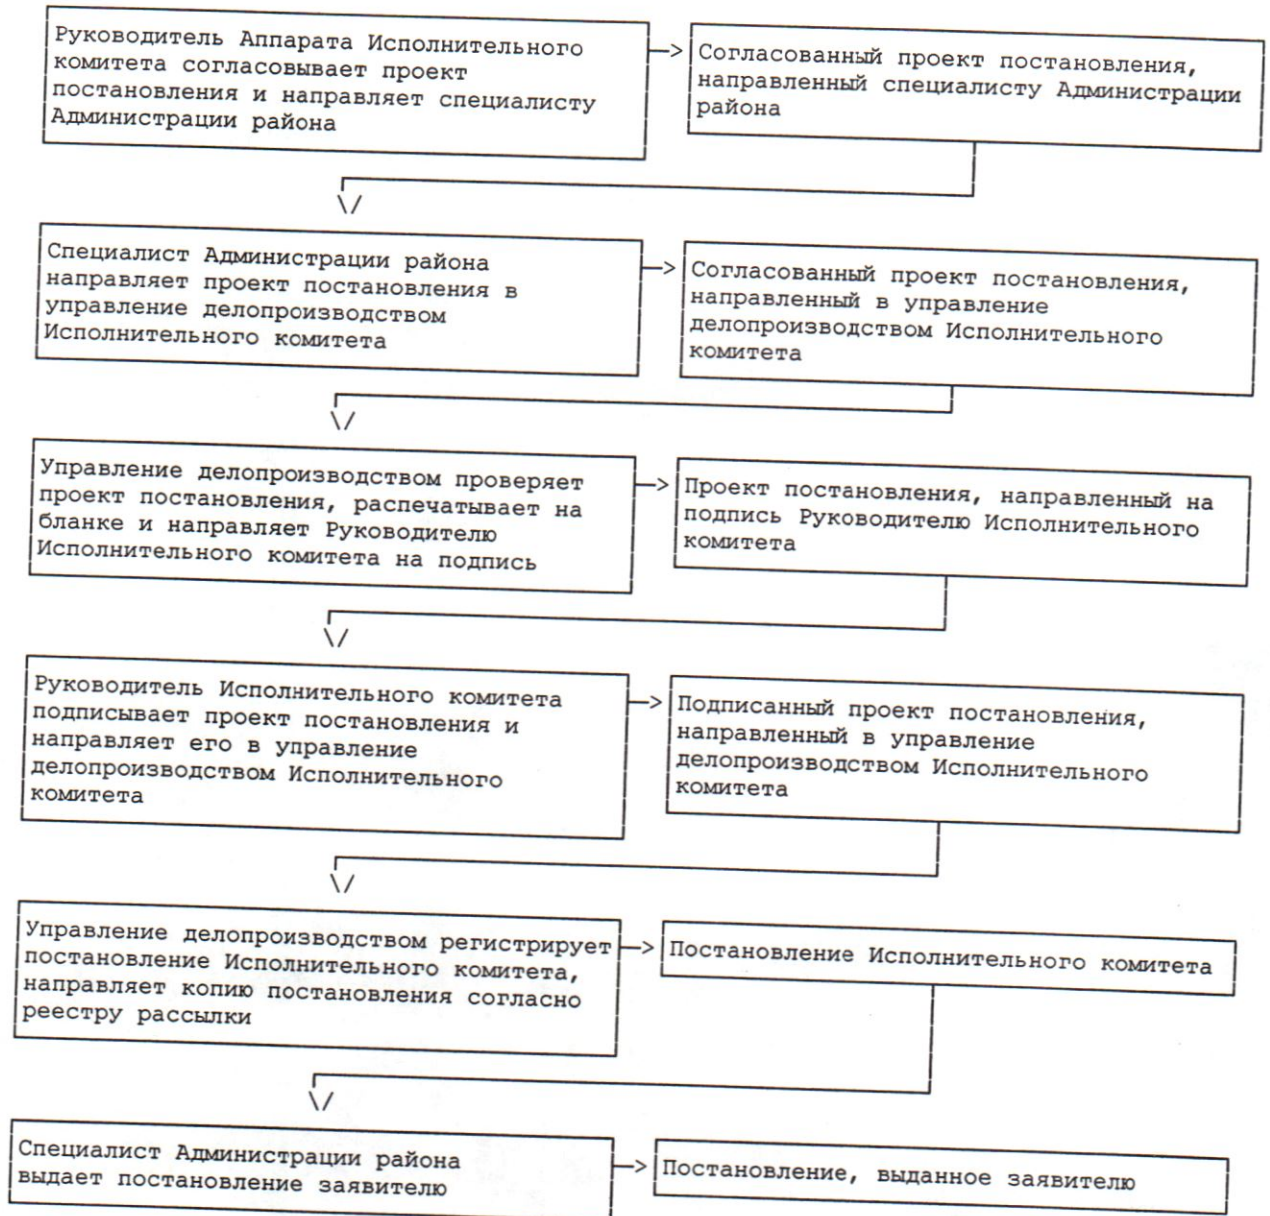 Руководитель Аппарата Исполнительного
комитета согласовывает проект
постановления и направляет специалисту
Администрации района
Согласованный проект постановления,
направленный специалисту Администрации
района
Специалист Администрации района
направляет проект постановления в
управление делопроизводством
Исполнительного комитета
Согласованный проект постановления,
направленный в управление
делопроизводством Исполнительного
комитета
Управление делопроизводством проверяет
проект постановления, распечатывает на
бланке и направляет Руководителю
Исполнительного комитета на подпись
Проект постановления, направленный на
подпись Руководителю Исполнительного
комитета
Руководитель Исполнительного комитета
подписывает проект постановления и
направляет его в управление
делопроизводством Исполнительного
комитета
Подписанный проект постановления,
направленный в управление
делопроизводством Исполнительного
комитета
Управление делопроизводством регистрирует
постановление Исполнительного комитета,
направляет копию постановления согласно
реестру рассылки
Постановление Исполнительного комитета
Специалист Администрации района
выдает постановление заявителю
Постановление, выданное заявителю